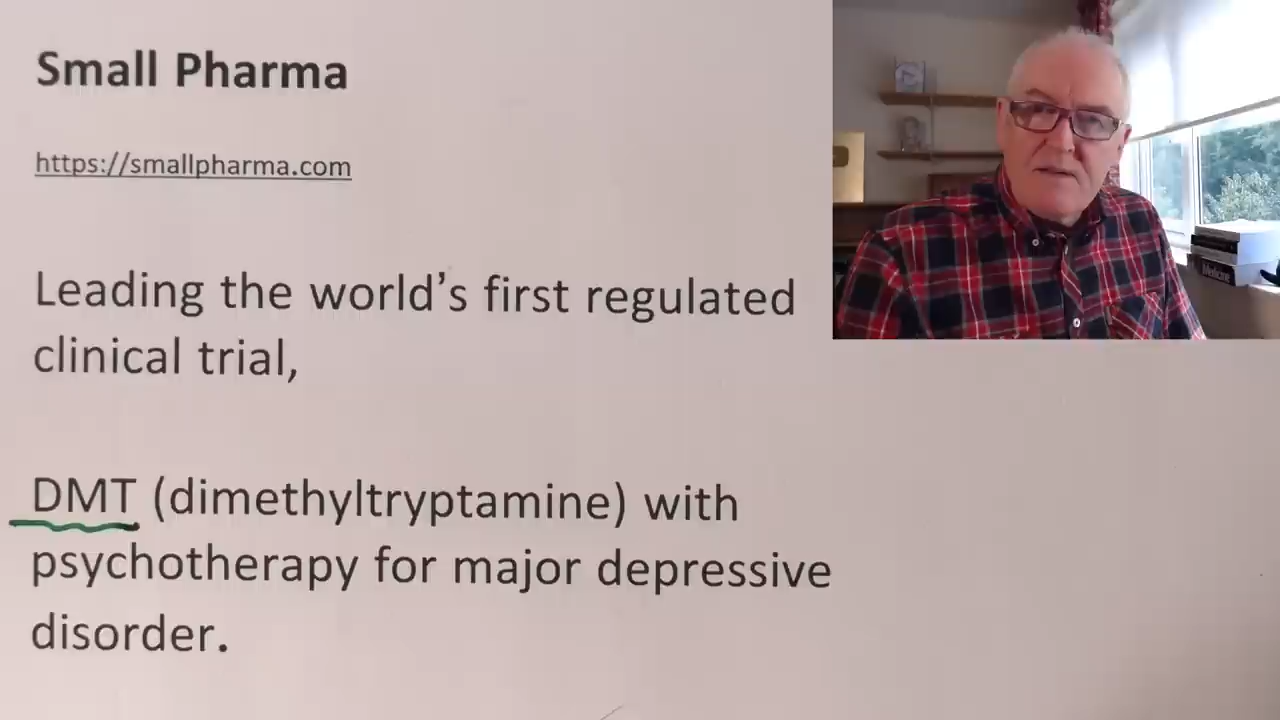 Small Pharma
https://smallpharma.com
Leading the world's first regulated
clinical trial,
DMT (dimethyltryptamine) with
psychotherapy for major depressive
disorder.
Medicine